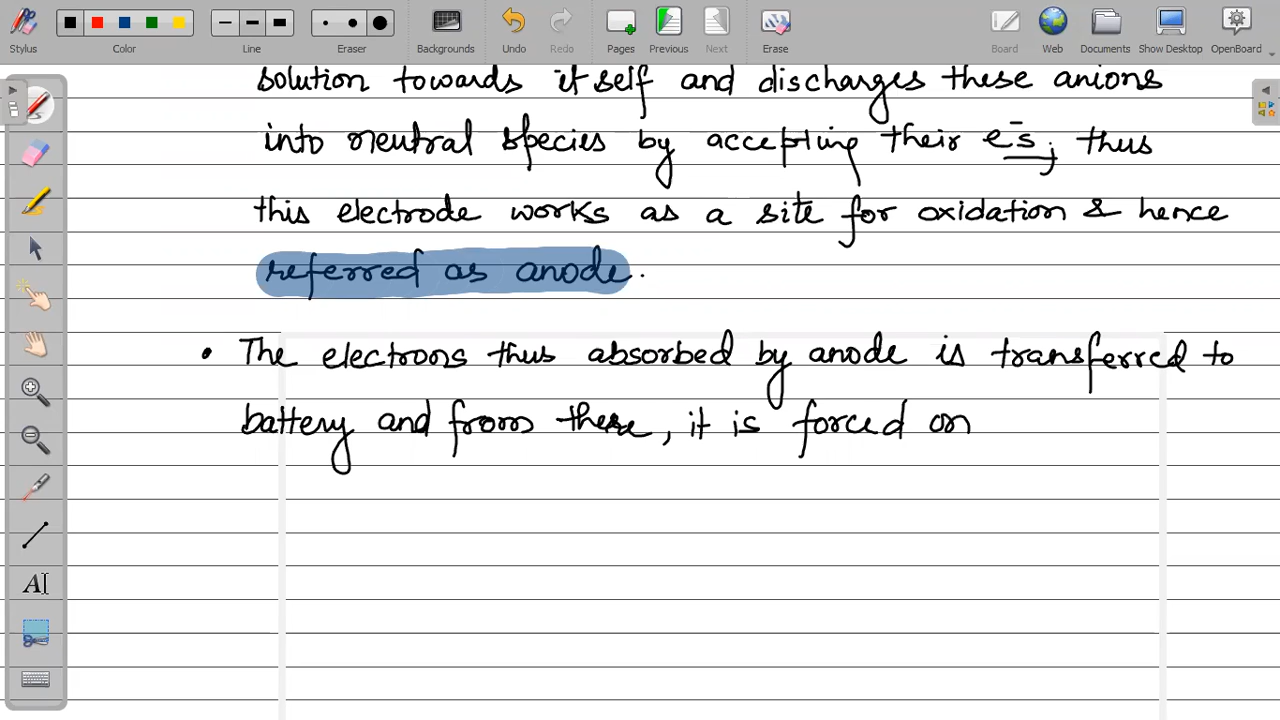 Stylus
Color
Line
Eraser
Backgrounds
Undo
Redo
Pages
Previous
Next
Erase
Board
Web
Documents
Show Desktop
OpenBoard
solution towards itself and discharges these anions
into neutral species by accepting their e⁻s; thus
this electrode works as a site for oxidation & hence
referred as anode.
• The electrons thus absorbed by anode is transferred to
battery and from there, it is forced on